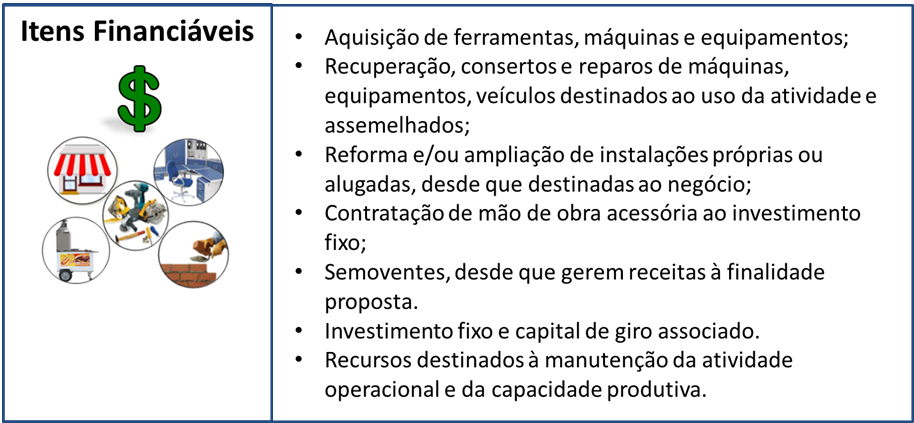 Itens Financiáveis
$
• Aquisição de ferramentas, máquinas e equipamentos;
• Recuperação, consertos e reparos de máquinas,
equipamentos, veículos destinados ao uso da atividade e
assemelhados;
• Reforma e/ou ampliação de instalações próprias ou
alugadas, desde que destinadas ao negócio;
• Contratação de mão de obra acessória ao investimento
fixo;
• Semoventes, desde que gerem receitas à finalidade
proposta.
• Investimento fixo e capital de giro associado.
• Recursos destinados à manutenção da atividade
operacional e da capacidade produtiva.